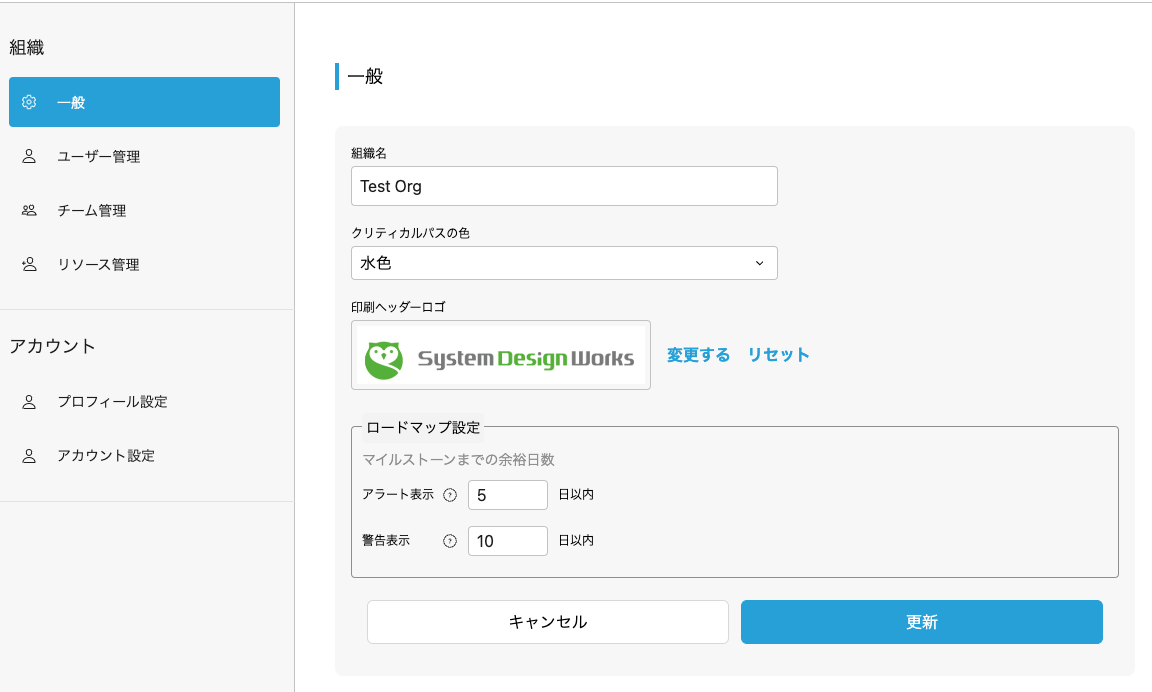 組織
一般
ユーザー管理
チーム管理
リソース管理
アカウント
プロフィール設定
アカウント設定
一般
組織名
Test Org
クリティカルパスの色
水色
印刷ヘッダーロゴ
System Design Works
変更する リセット
ロードマップ設定
マイルストーンまでの余裕日数
アラート表示 ? 5 日以内
警告表示 ? 10 日以内
キャンセル 更新